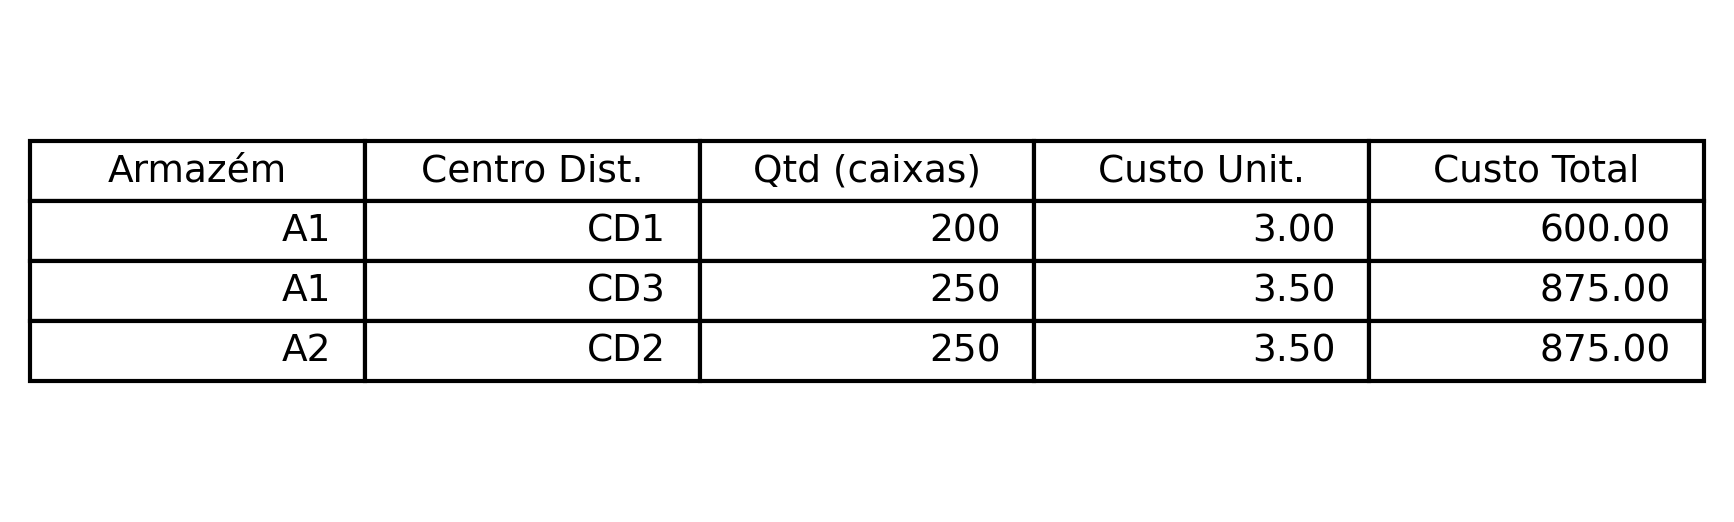 Armazém Centro Dist. Qtd (caixas) Custo Unit. Custo Total
A1 CD1 200 3.00 600.00
A1 CD3 250 3.50 875.00
A2 CD2 250 3.50 875.00